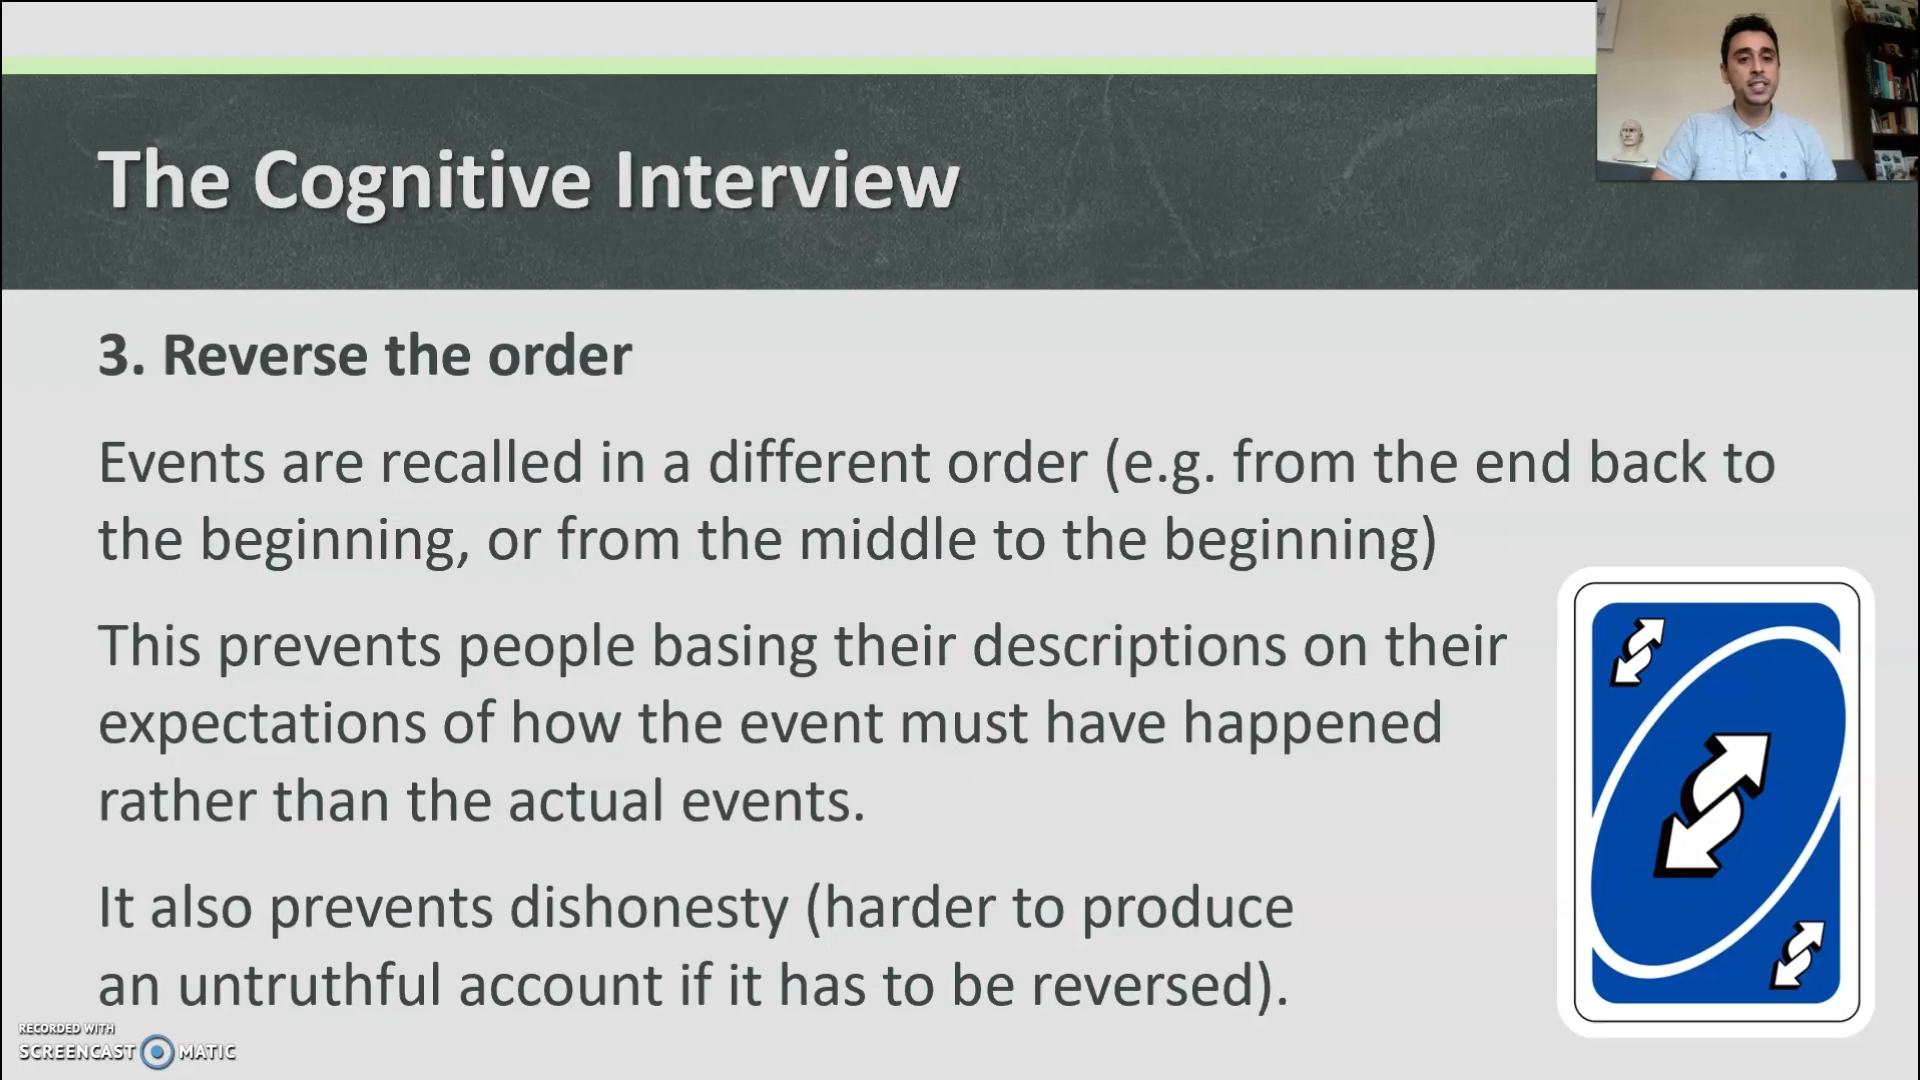 The Cognitive Interview
3. Reverse the order
Events are recalled in a different order (e.g. from the end back to
the beginning, or from the middle to the beginning)
This prevents people basing their descriptions on their
expectations of how the event must have happened
rather than the actual events.
It also prevents dishonesty (harder to produce
an untruthful account if it has to be reversed).
RECORDED WITH
SCREENCAST MATIC